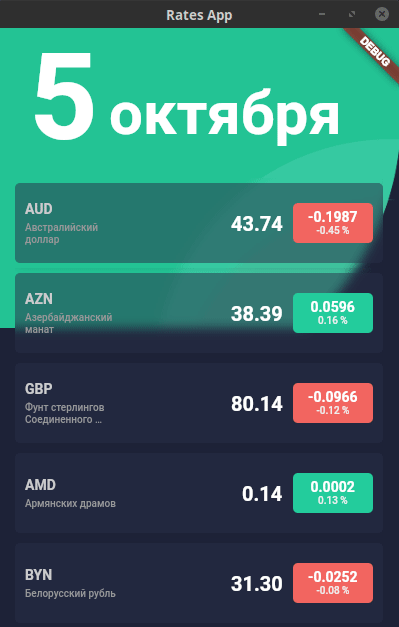 Rates App
DEBUG
5 октября
AUD
Австралийский
доллар
43.74
-0.1987
-0.45 %
AZN
Азербайджанский
манат
38.39
0.0596
0.16 %
GBP
Фунт стерлингов
Соединенного ...
80.14
-0.0966
-0.12 %
AMD
Армянских драмов
0.14
0.0002
0.13 %
BYN
Белорусский рубль
31.30
-0.0252
-0.08 %